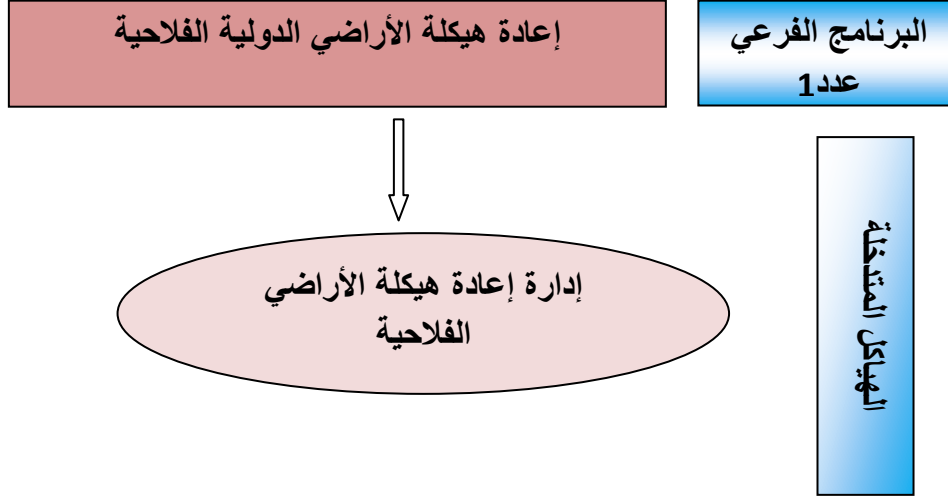 البرنامج الفرعي
عدد1
إعادة هيكلة الأراضي الدولية الفلاحية
الهياكل المتدخلة
إدارة إعادة هيكلة الأراضي
الفلاحية